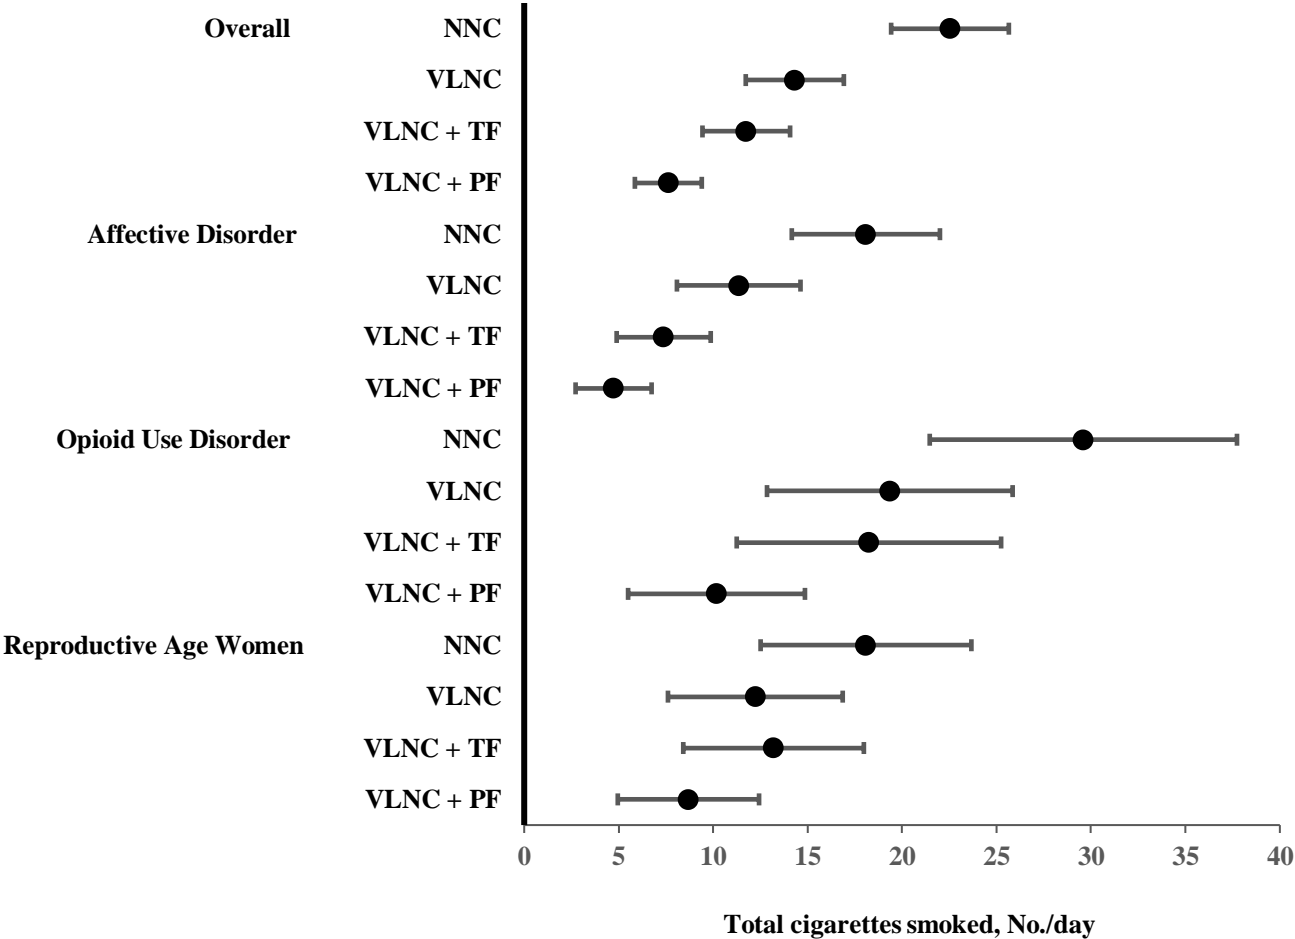 Overall NNC
VLNC
VLNC + TF
VLNC + PF
Affective Disorder NNC
VLNC
VLNC + TF
VLNC + PF
Opioid Use Disorder NNC
VLNC
VLNC + TF
VLNC + PF
Reproductive Age Women NNC
VLNC
VLNC + TF
VLNC + PF
0 5 10 15 20 25 30 35 40
Total cigarettes smoked, No./day